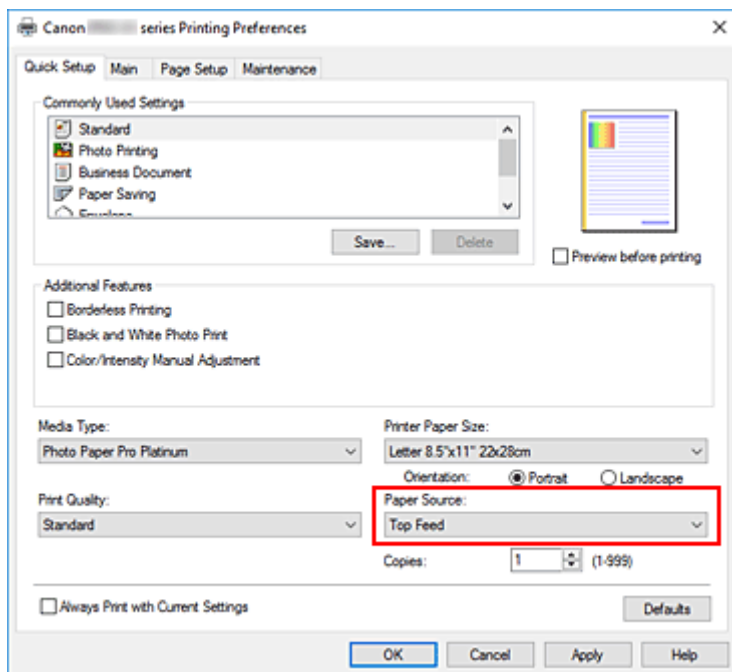 Canon series Printing Preferences
Quick Setup Main Page Setup Maintenance
Commonly Used Settings
Standard
Photo Printing
Business Document
Paper Saving
Envelope
Save... Delete
Preview before printing
Additional Features
Borderless Printing
Black and White Photo Print
Color/Intensity Manual Adjustment
Media Type: Printer Paper Size:
Photo Paper Pro Platinum Letter 8.5"x11" 22x28cm
Orientation: Portrait Landscape
Print Quality: Paper Source:
Standard Top Feed
Copies: 1 (1-999)
Always Print with Current Settings Defaults
OK Cancel Apply Help